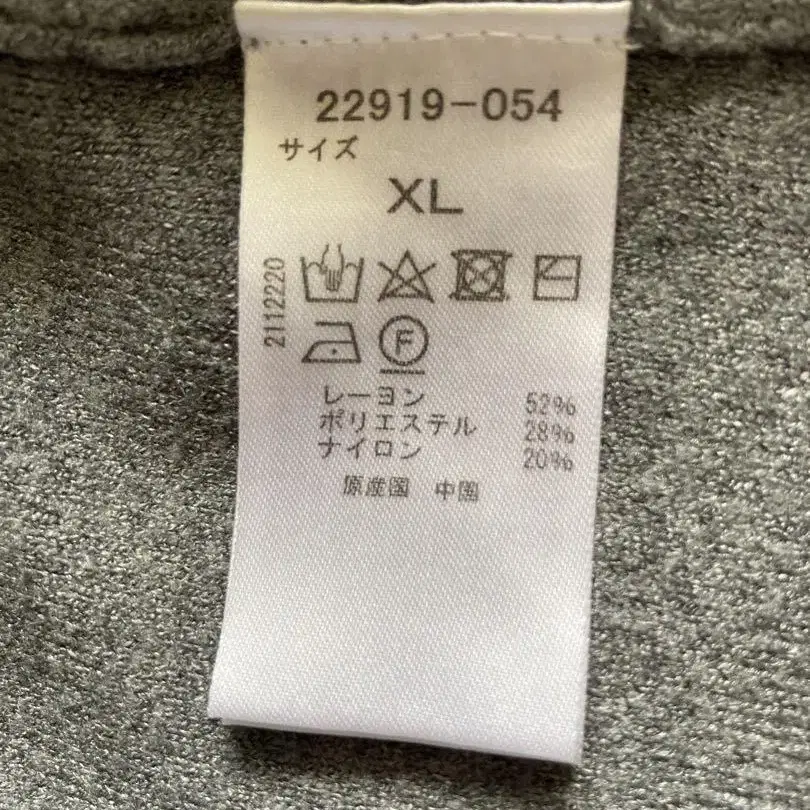 22919-054
サイズ
XL
2112220
F
レーヨン 52%
ポリエステル 28%
ナイロン 20%
原産国 中国